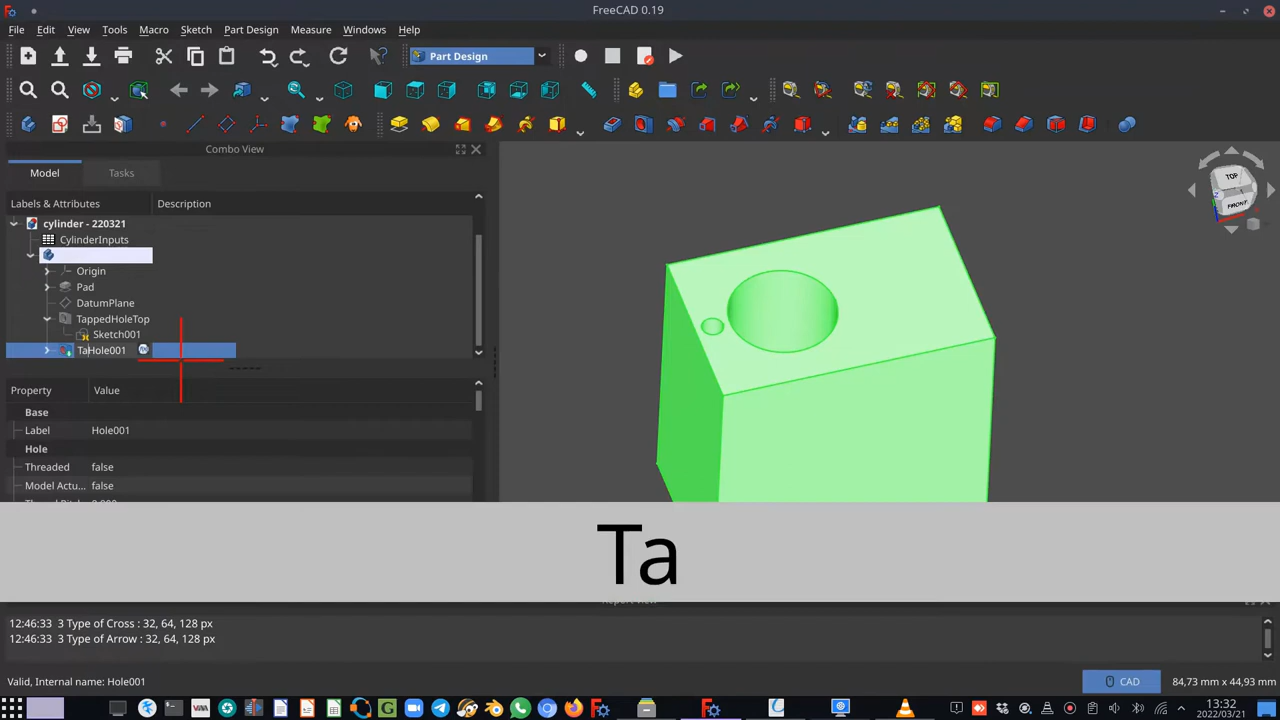 FreeCAD 0.19
File Edit View Tools Macro Sketch Part Design Measure Windows Help
Part Design
Combo View
Model Tasks
Labels & Attributes Description
cylinder - 220321
CylinderInputs
Origin
Pad
DatumPlane
TappedHoleTop
Sketch001
TaHole001
Property Value
Base
Label Hole001
Hole
Threaded false
Model Actu... false
TOP
FRONT
Ta
12:46:33 3 Type of Cross : 32, 64, 128 px
12:46:33 3 Type of Arrow : 32, 64, 128 px
Valid, Internal name: Hole001
CAD 84,73 mm x 44,93 mm
13:32
2022/03/21